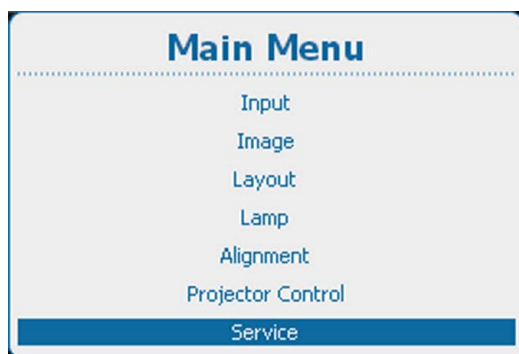 Main Menu
Input
Image
Layout
Lamp
Alignment
Projector Control
Service